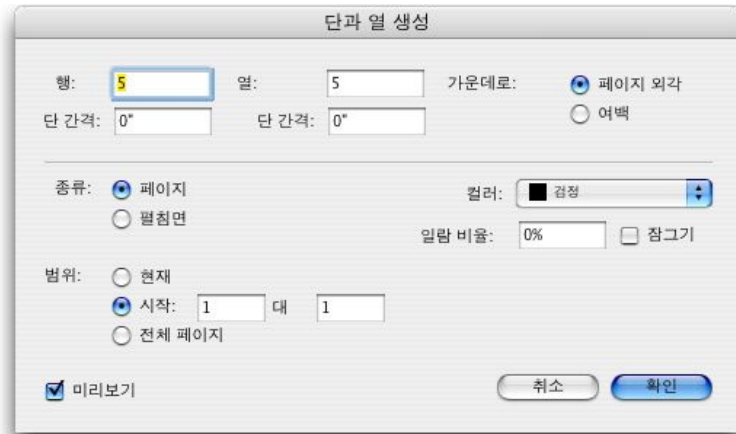 단과 열 생성
행: 5 열: 5 가운데로: 페이지 외각
여백
단 간격: 0" 단 간격: 0"
종류: 페이지 컬러: 검정
펼침면
일람 비율: 0% 잠그기
범위: 현재
시작: 1 대 1
전체 페이지
미리보기 취소 확인